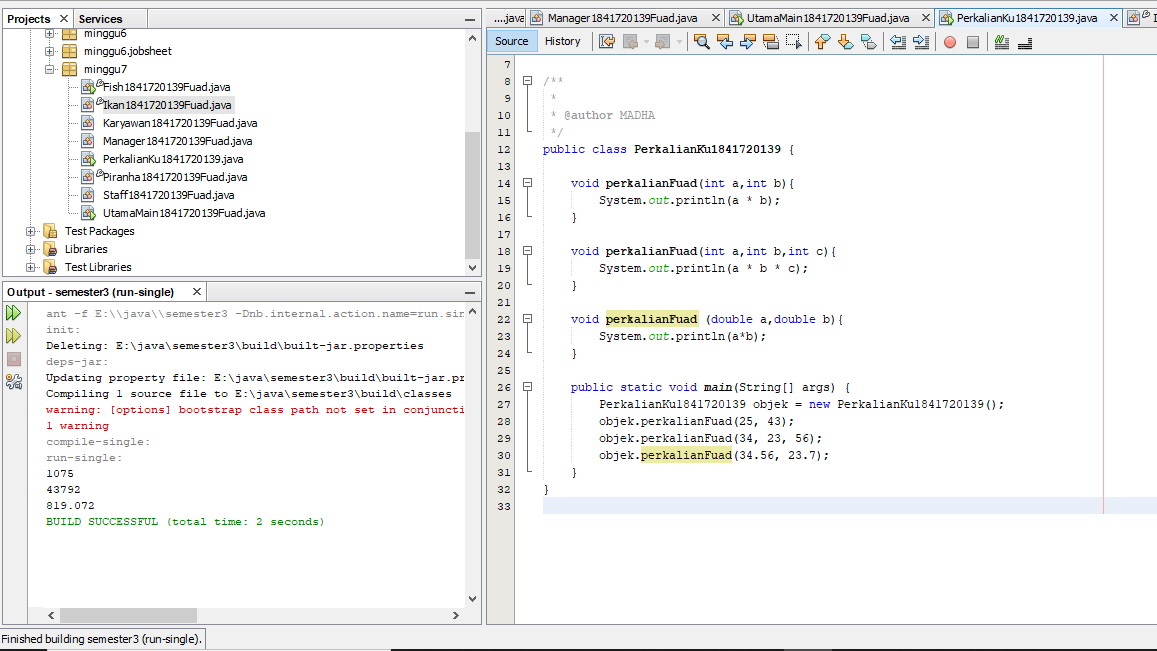 Projects
Services
minggu6
minggu6.jobsheet
minggu7
Fish1841720139Fuad.java
Ikan1841720139Fuad.java
Karyawan1841720139Fuad.java
Manager1841720139Fuad.java
PerkalianKu1841720139.java
Piranha1841720139Fuad.java
Staff1841720139Fuad.java
UtamaMain1841720139Fuad.java
Test Packages
Libraries
Test Libraries
Output - semester3 (run-single)
ant -f E:\\java\\semester3 -Dnb.internal.action.name=run.sin
init:
Deleting: E:\java\semester3\build\built-jar.properties
deps-jar:
Updating property file: E:\java\semester3\build\built-jar.pr
Compiling 1 source file to E:\java\semester3\build\classes
warning: [options] bootstrap class path not set in conjuncti
1 warning
compile-single:
run-single:
1075
43792
819.072
BUILD SUCCESSFUL (total time: 2 seconds)
Finished building semester3 (run-single).
....java
Manager1841720139Fuad.java
UtamaMain1841720139Fuad.java
PerkalianKu1841720139.java
Source
History
7
8 /**
9 *
10 * @author MADHA
11 */
12 public class PerkalianKu1841720139 {
13
14 void perkalianFuad(int a,int b){
15 System.out.println(a * b);
16 }
17
18 void perkalianFuad(int a,int b,int c){
19 System.out.println(a * b * c);
20 }
21
22 void perkalianFuad (double a,double b){
23 System.out.println(a*b);
24 }
25
26 public static void main(String[] args) {
27 PerkalianKu1841720139 objek = new PerkalianKu1841720139();
28 objek.perkalianFuad(25, 43);
29 objek.perkalianFuad(34, 23, 56);
30 objek.perkalianFuad(34.56, 23.7);
31 }
32 }
33